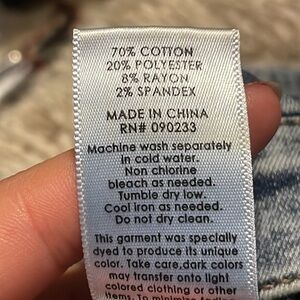 70% COTTON
20% POLYESTER
8% RAYON
2% SPANDEX
MADE IN CHINA
RN# 090233
Machine wash separately
in cold water.
Non chlorine
bleach as needed.
Tumble dry low.
Cool iron as needed.
Do not dry clean.
This garment was specially
dyed to produce its unique
color. Take care,dark colors
may transfer onto light
colored clothing or other
items. To minimize